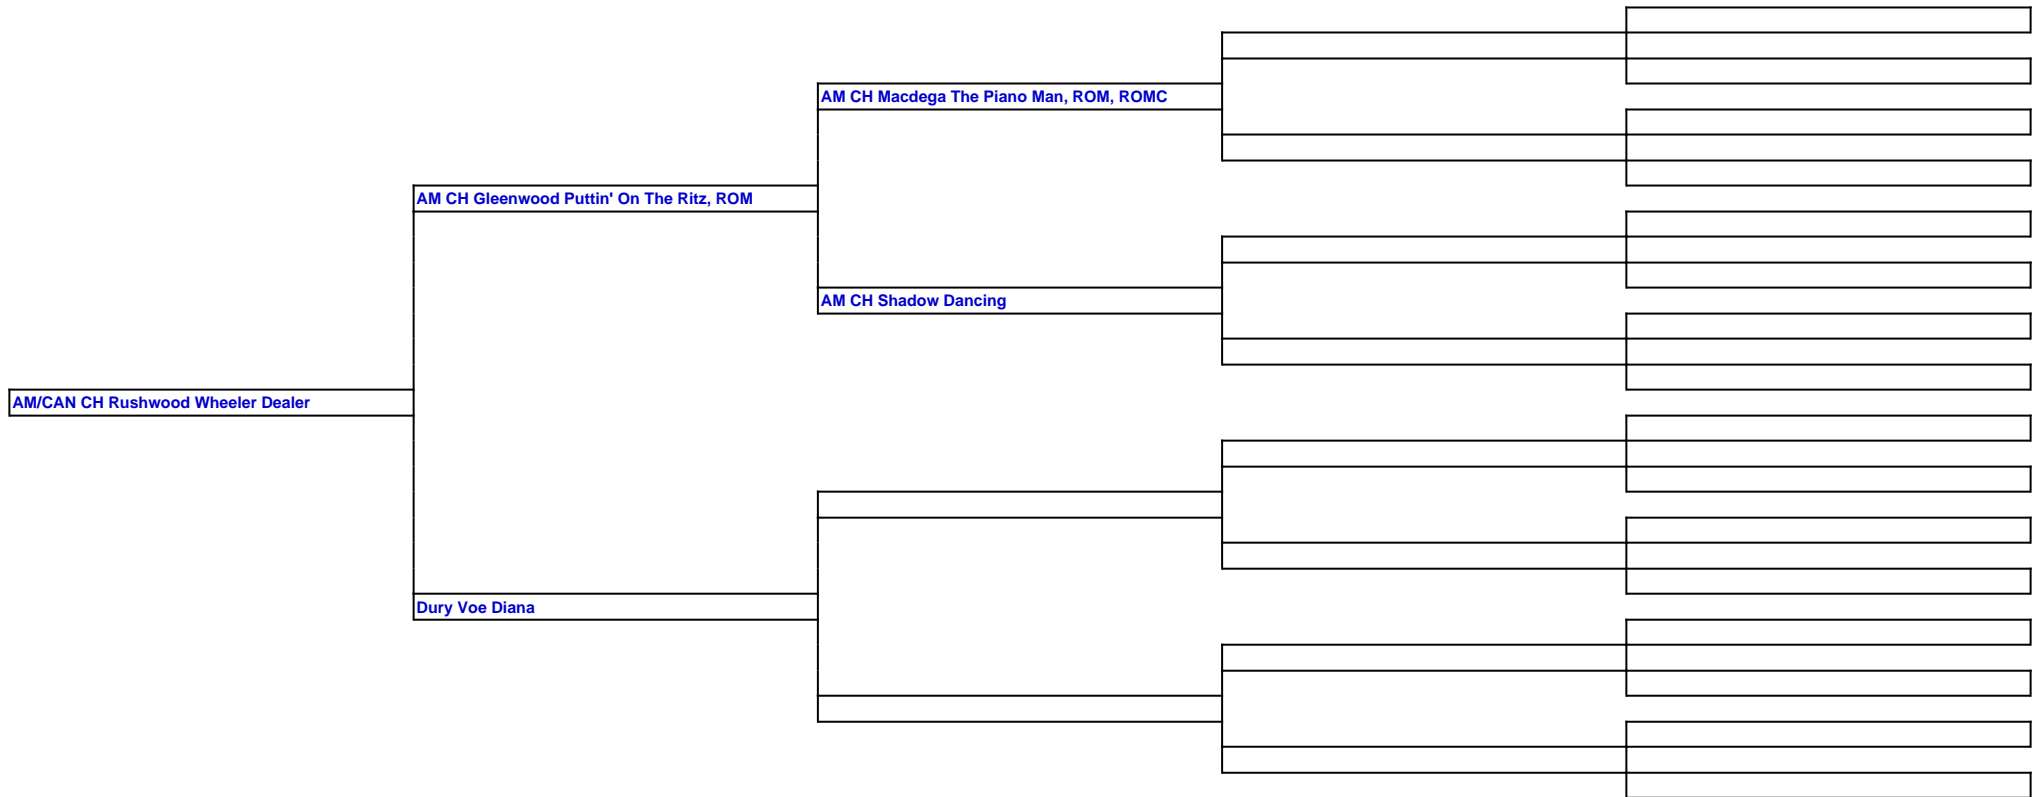 AM CH Macdega The Piano Man, ROM, ROMC
AM CH Gleenwood Puttin' On The Ritz, ROM
AM CH Shadow Dancing
AM/CAN CH Rushwood Wheeler Dealer
Dury Voe Diana